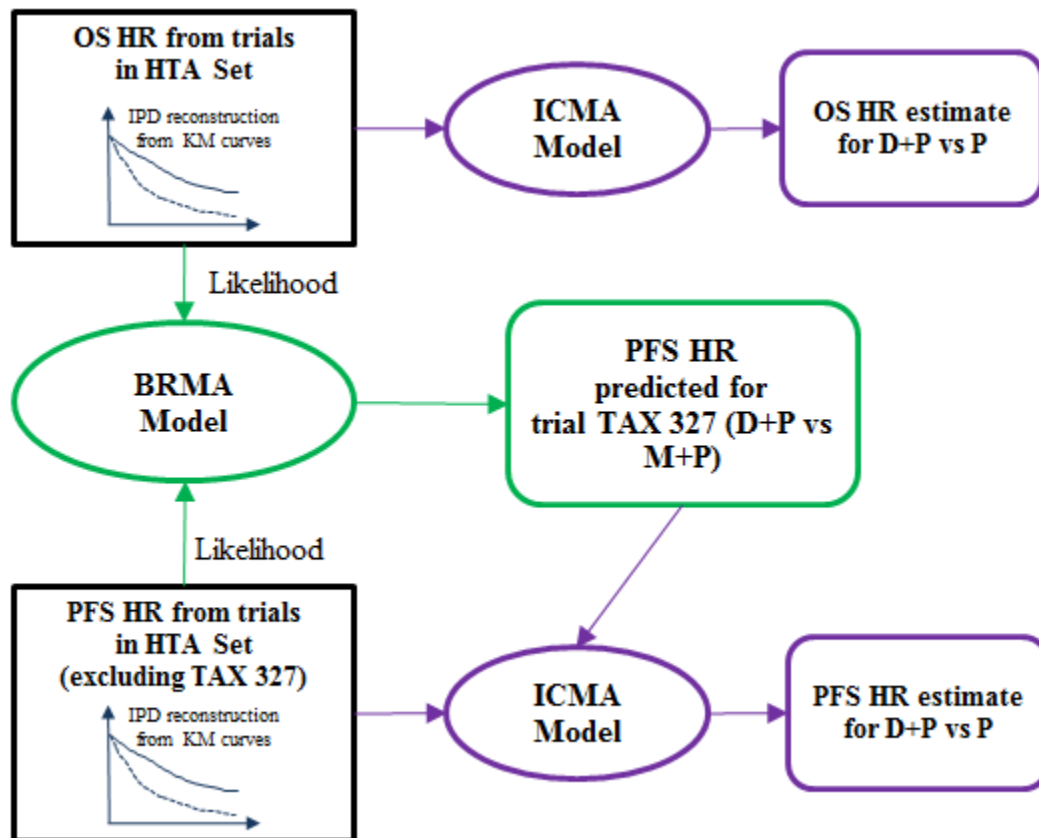 OS HR from trials
in HTA Set
IPD reconstruction
from KM curves
ICMA
Model
OS HR estimate
for D+P vs P
Likelihood
BRMA
Model
PFS HR
predicted for
trial TAX 327 (D+P vs
M+P)
Likelihood
PFS HR from trials
in HTA Set
(excluding TAX 327)
IPD reconstruction
from KM curves
ICMA
Model
PFS HR estimate
for D+P vs P